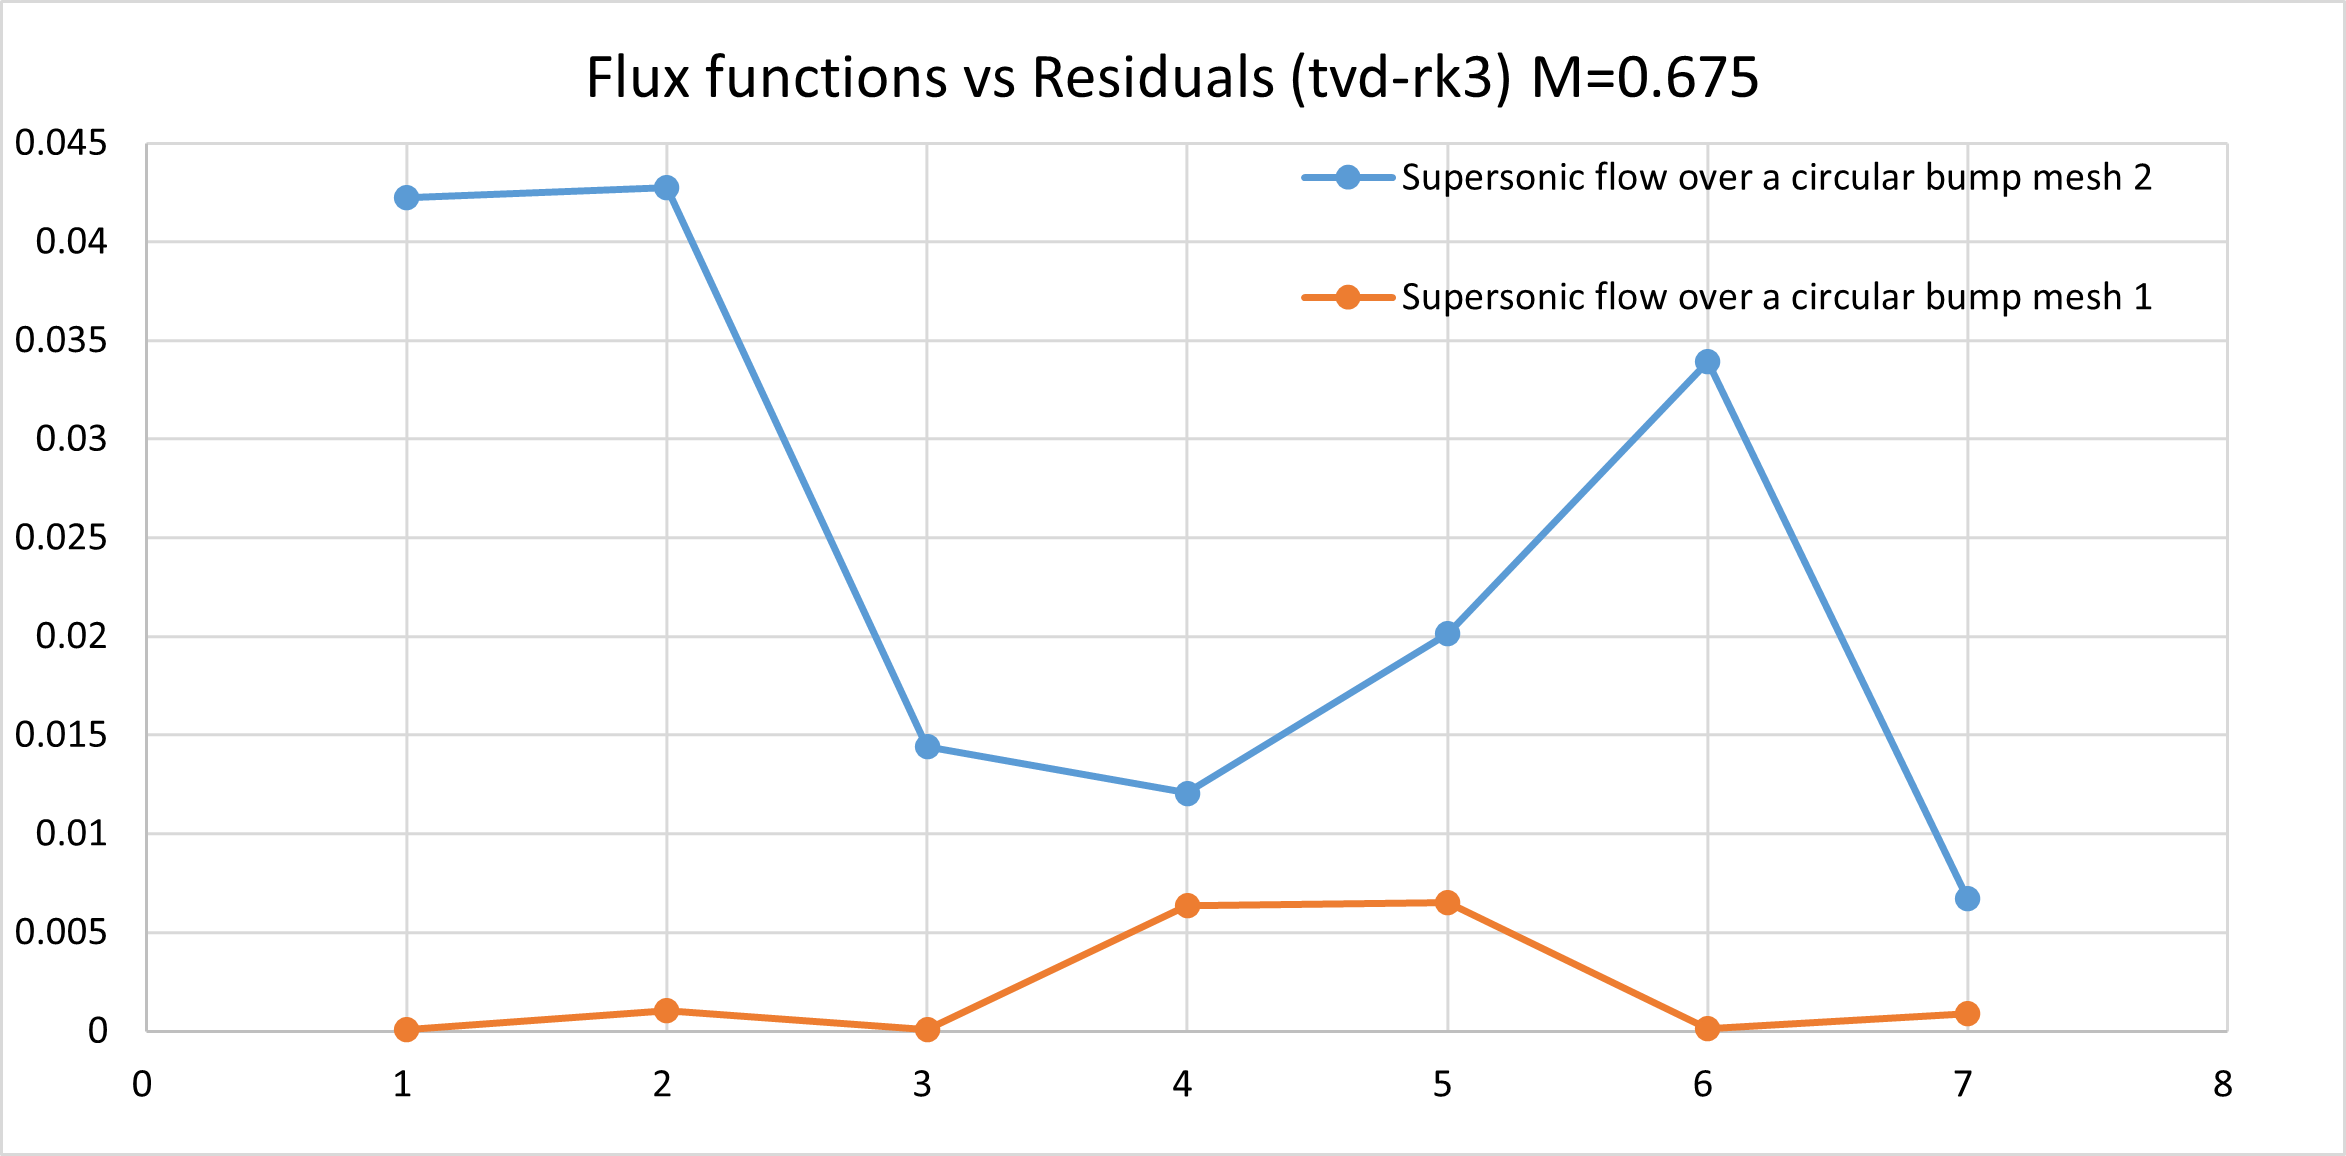 Flux functions vs Residuals (tvd-rk3) M=0.675
0.045
Supersonic flow over a circular bump mesh 2
0.04
Supersonic flow over a circular bump mesh 1
0.035
0.03
0.025
0.02
0.015
0.01
0.005
0
0 1 2 3 4 5 6 7 8